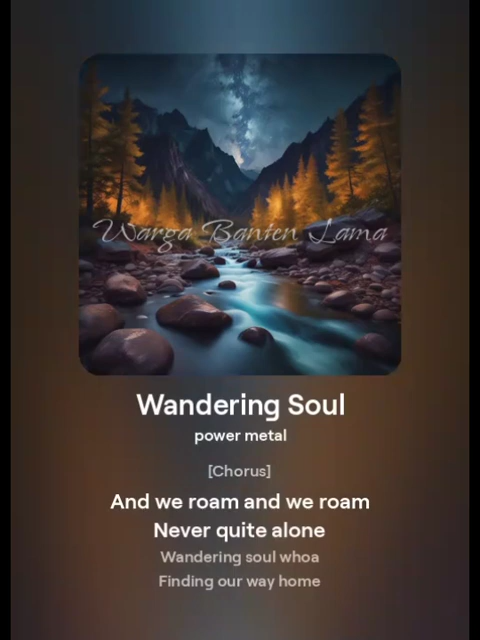 Warga Banten Lama
Wandering Soul
power metal
[Chorus]
And we roam and we roam
Never quite alone
Wandering soul whoa
Finding our way home